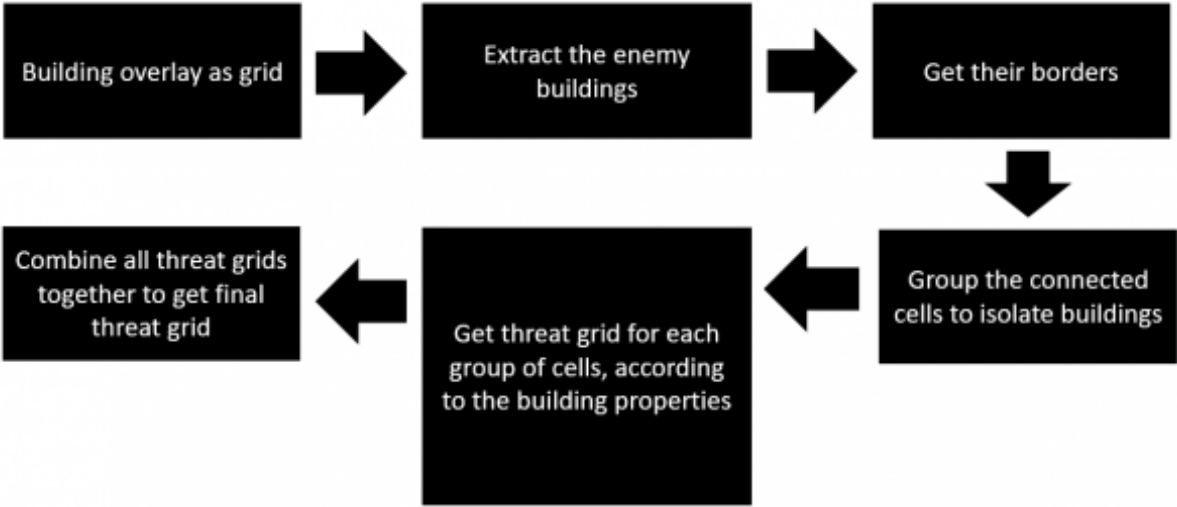 Building overlay as grid
Extract the enemy
buildings
Get their borders
Group the connected
cells to isolate buildings
Get threat grid for each
group of cells, according
to the building properties
Combine all threat grids
together to get final
threat grid